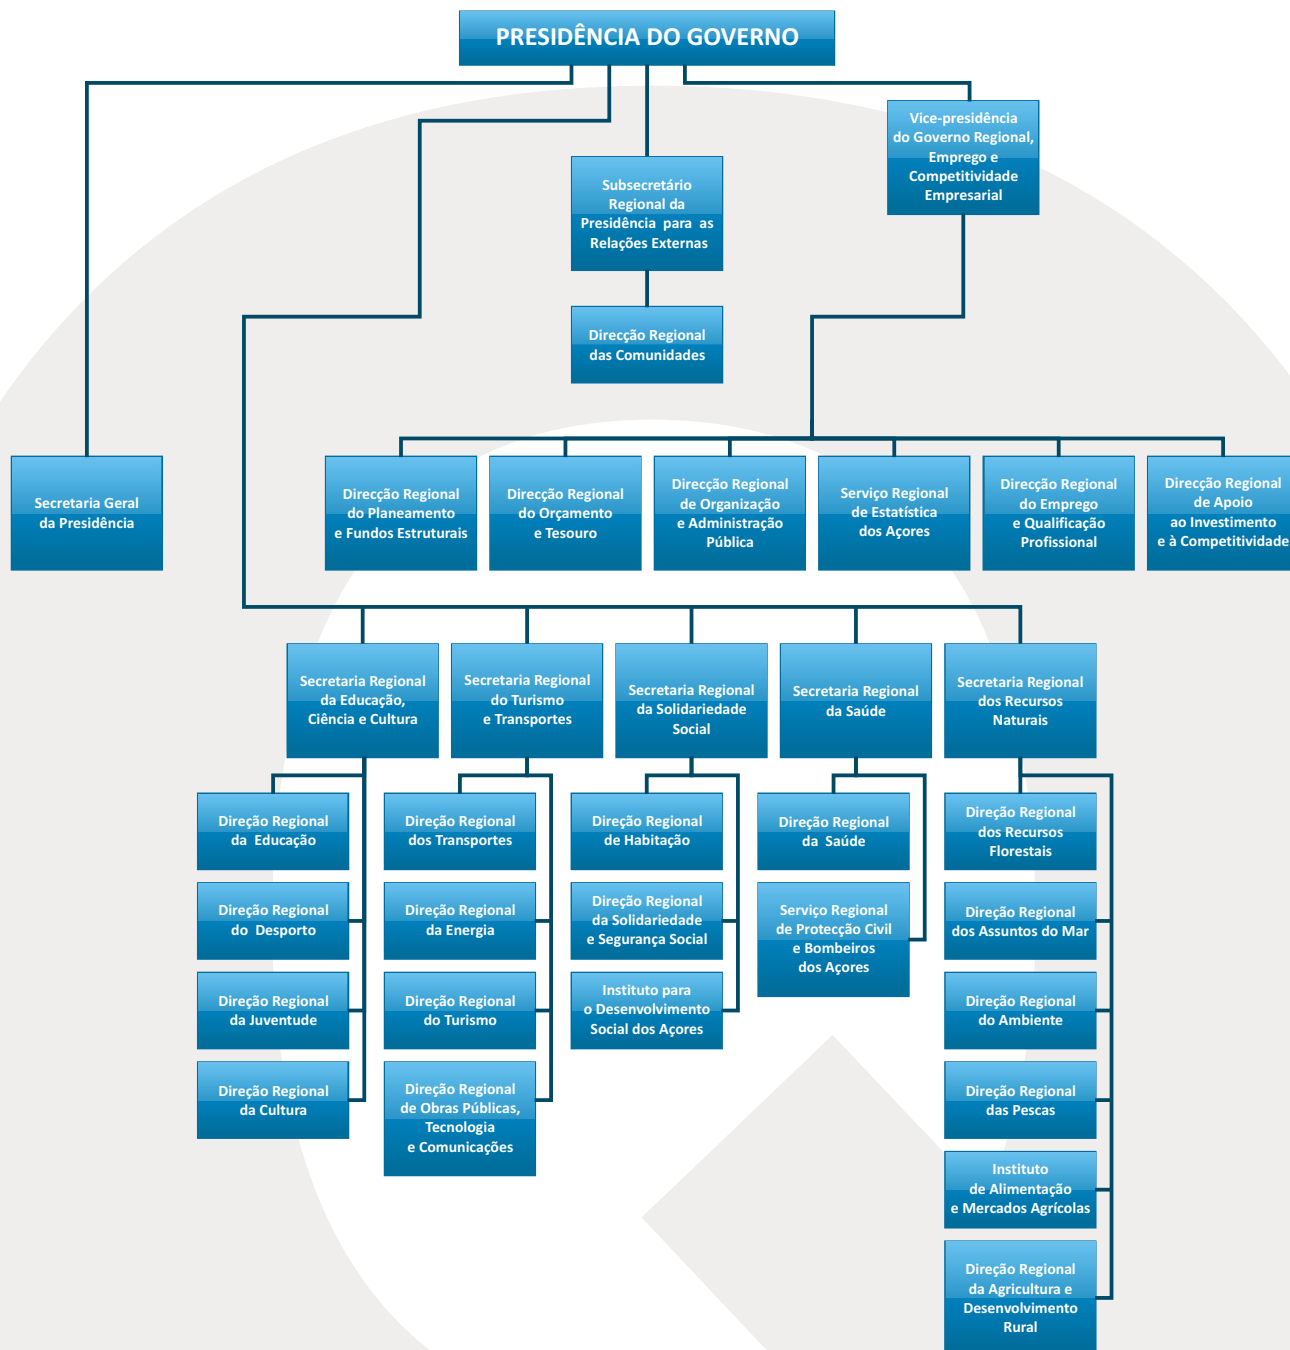 PRESIDÊNCIA DO GOVERNO
Vice-presidência
do Governo Regional,
Emprego e
Competitividade
Empresarial
Subsecretário
Regional da
Presidência para as
Relações Externas
Direcção Regional
das Comunidades
Secretaria Geral
da Presidência
Direcção Regional
do Planeamento
e Fundos Estruturais
Direcção Regional
do Orçamento
e Tesouro
Direcção Regional
de Organização
e Administração
Pública
Serviço Regional
de Estatística
dos Açores
Direcção Regional
do Emprego
e Qualificação
Profissional
Direcção Regional
de Apoio
ao Investimento
e à Competitividade
Secretaria Regional
da Educação,
Ciência e Cultura
Secretaria Regional
do Turismo
e Transportes
Secretaria Regional
da Solidariedade
Social
Secretaria Regional
da Saúde
Secretaria Regional
dos Recursos
Naturais
Direção Regional
da Educação
Direção Regional
do Desporto
Direção Regional
da Juventude
Direção Regional
da Cultura
Direção Regional
dos Transportes
Direção Regional
da Energia
Direção Regional
do Turismo
Direção Regional
de Obras Públicas,
Tecnologia
e Comunicações
Direção Regional
de Habitação
Direção Regional
da Solidariedade
e Segurança Social
Instituto para
o Desenvolvimento
Social dos Açores
Direção Regional
da Saúde
Serviço Regional
de Protecção Civil
e Bombeiros
dos Açores
Direção Regional
dos Recursos
Florestais
Direção Regional
dos Assuntos do Mar
Direção Regional
do Ambiente
Direção Regional
das Pescas
Instituto
de Alimentação
e Mercados Agrícolas
Direção Regional
da Agricultura e
Desenvolvimento
Rural